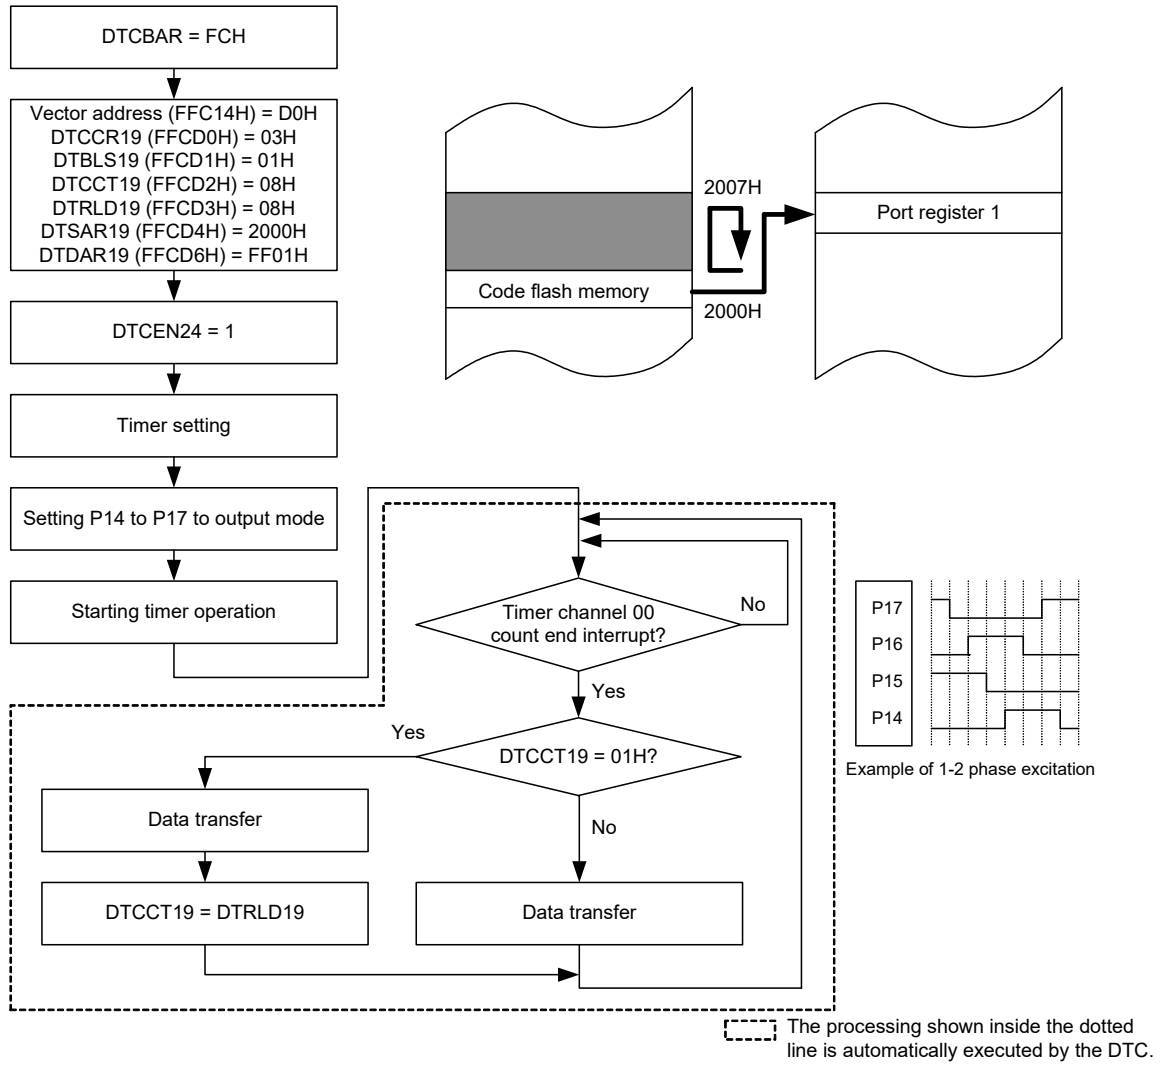 DTCBAR = FCH
Vector address (FFC14H) = D0H
DTCCR19 (FFCD0H) = 03H
DTBLS19 (FFCD1H) = 01H
DTCCT19 (FFCD2H) = 08H
DTRLD19 (FFCD3H) = 08H
DTSAR19 (FFCD4H) = 2000H
DTDAR19 (FFCD6H) = FF01H
DTCEN24 = 1
Timer setting
Setting P14 to P17 to output mode
Starting timer operation
2007H
Port register 1
Code flash memory
2000H
Timer channel 00
count end interrupt?
No
Yes
DTCCT19 = 01H?
Yes
No
Data transfer
DTCCT19 = DTRLD19
Data transfer
P17
P16
P15
P14
Example of 1-2 phase excitation
The processing shown inside the dotted
line is automatically executed by the DTC.